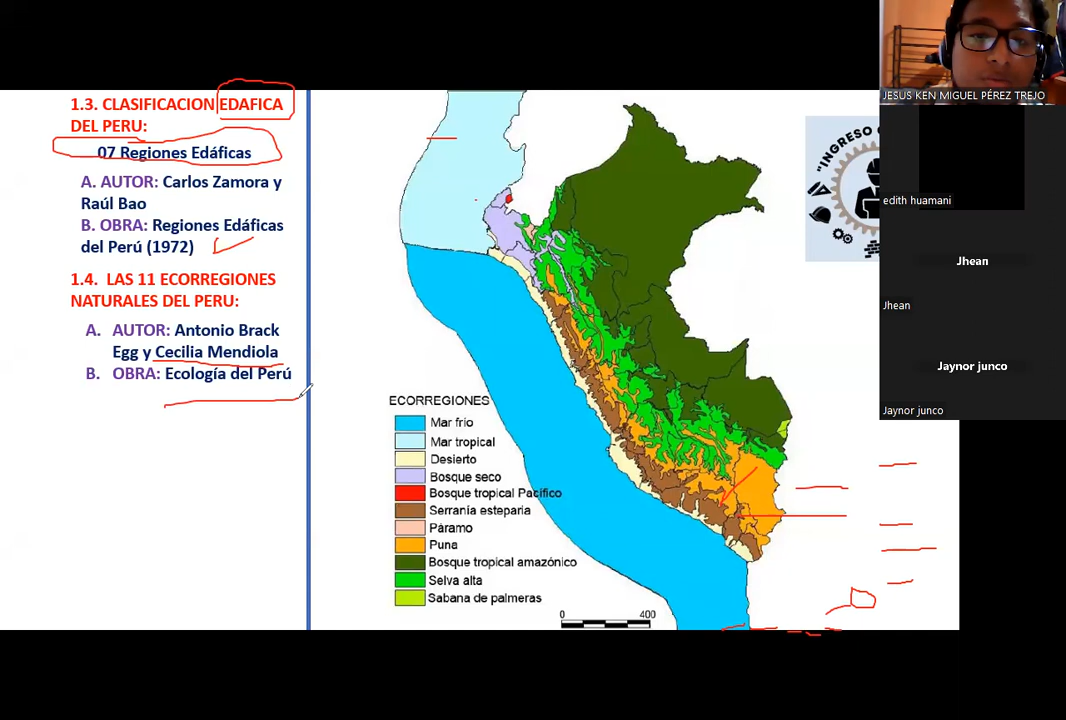 1.3. CLASIFICACION EDAFICA
DEL PERU:
07 Regiones Edáficas
A. AUTOR: Carlos Zamora y
Raúl Bao
B. OBRA: Regiones Edáficas
del Perú (1972)
1.4. LAS 11 ECORREGIONES
NATURALES DEL PERU:
A. AUTOR: Antonio Brack
Egg y Cecilia Mendiola
B. OBRA: Ecología del Perú
ECORREGIONES
Mar frio
Mar tropical
Desierto
Bosque seco
Bosque tropical Pacífico
Serranía esteparia
Páramo
Puna
Bosque tropical amazónico
Selva alta
Sabana de palmeras
0 400
"INGRESO
JESUS KEN MIGUEL PÉREZ TREJO
edith huamani
Jhean
Jhean
Jaynor junco
Jaynor junco